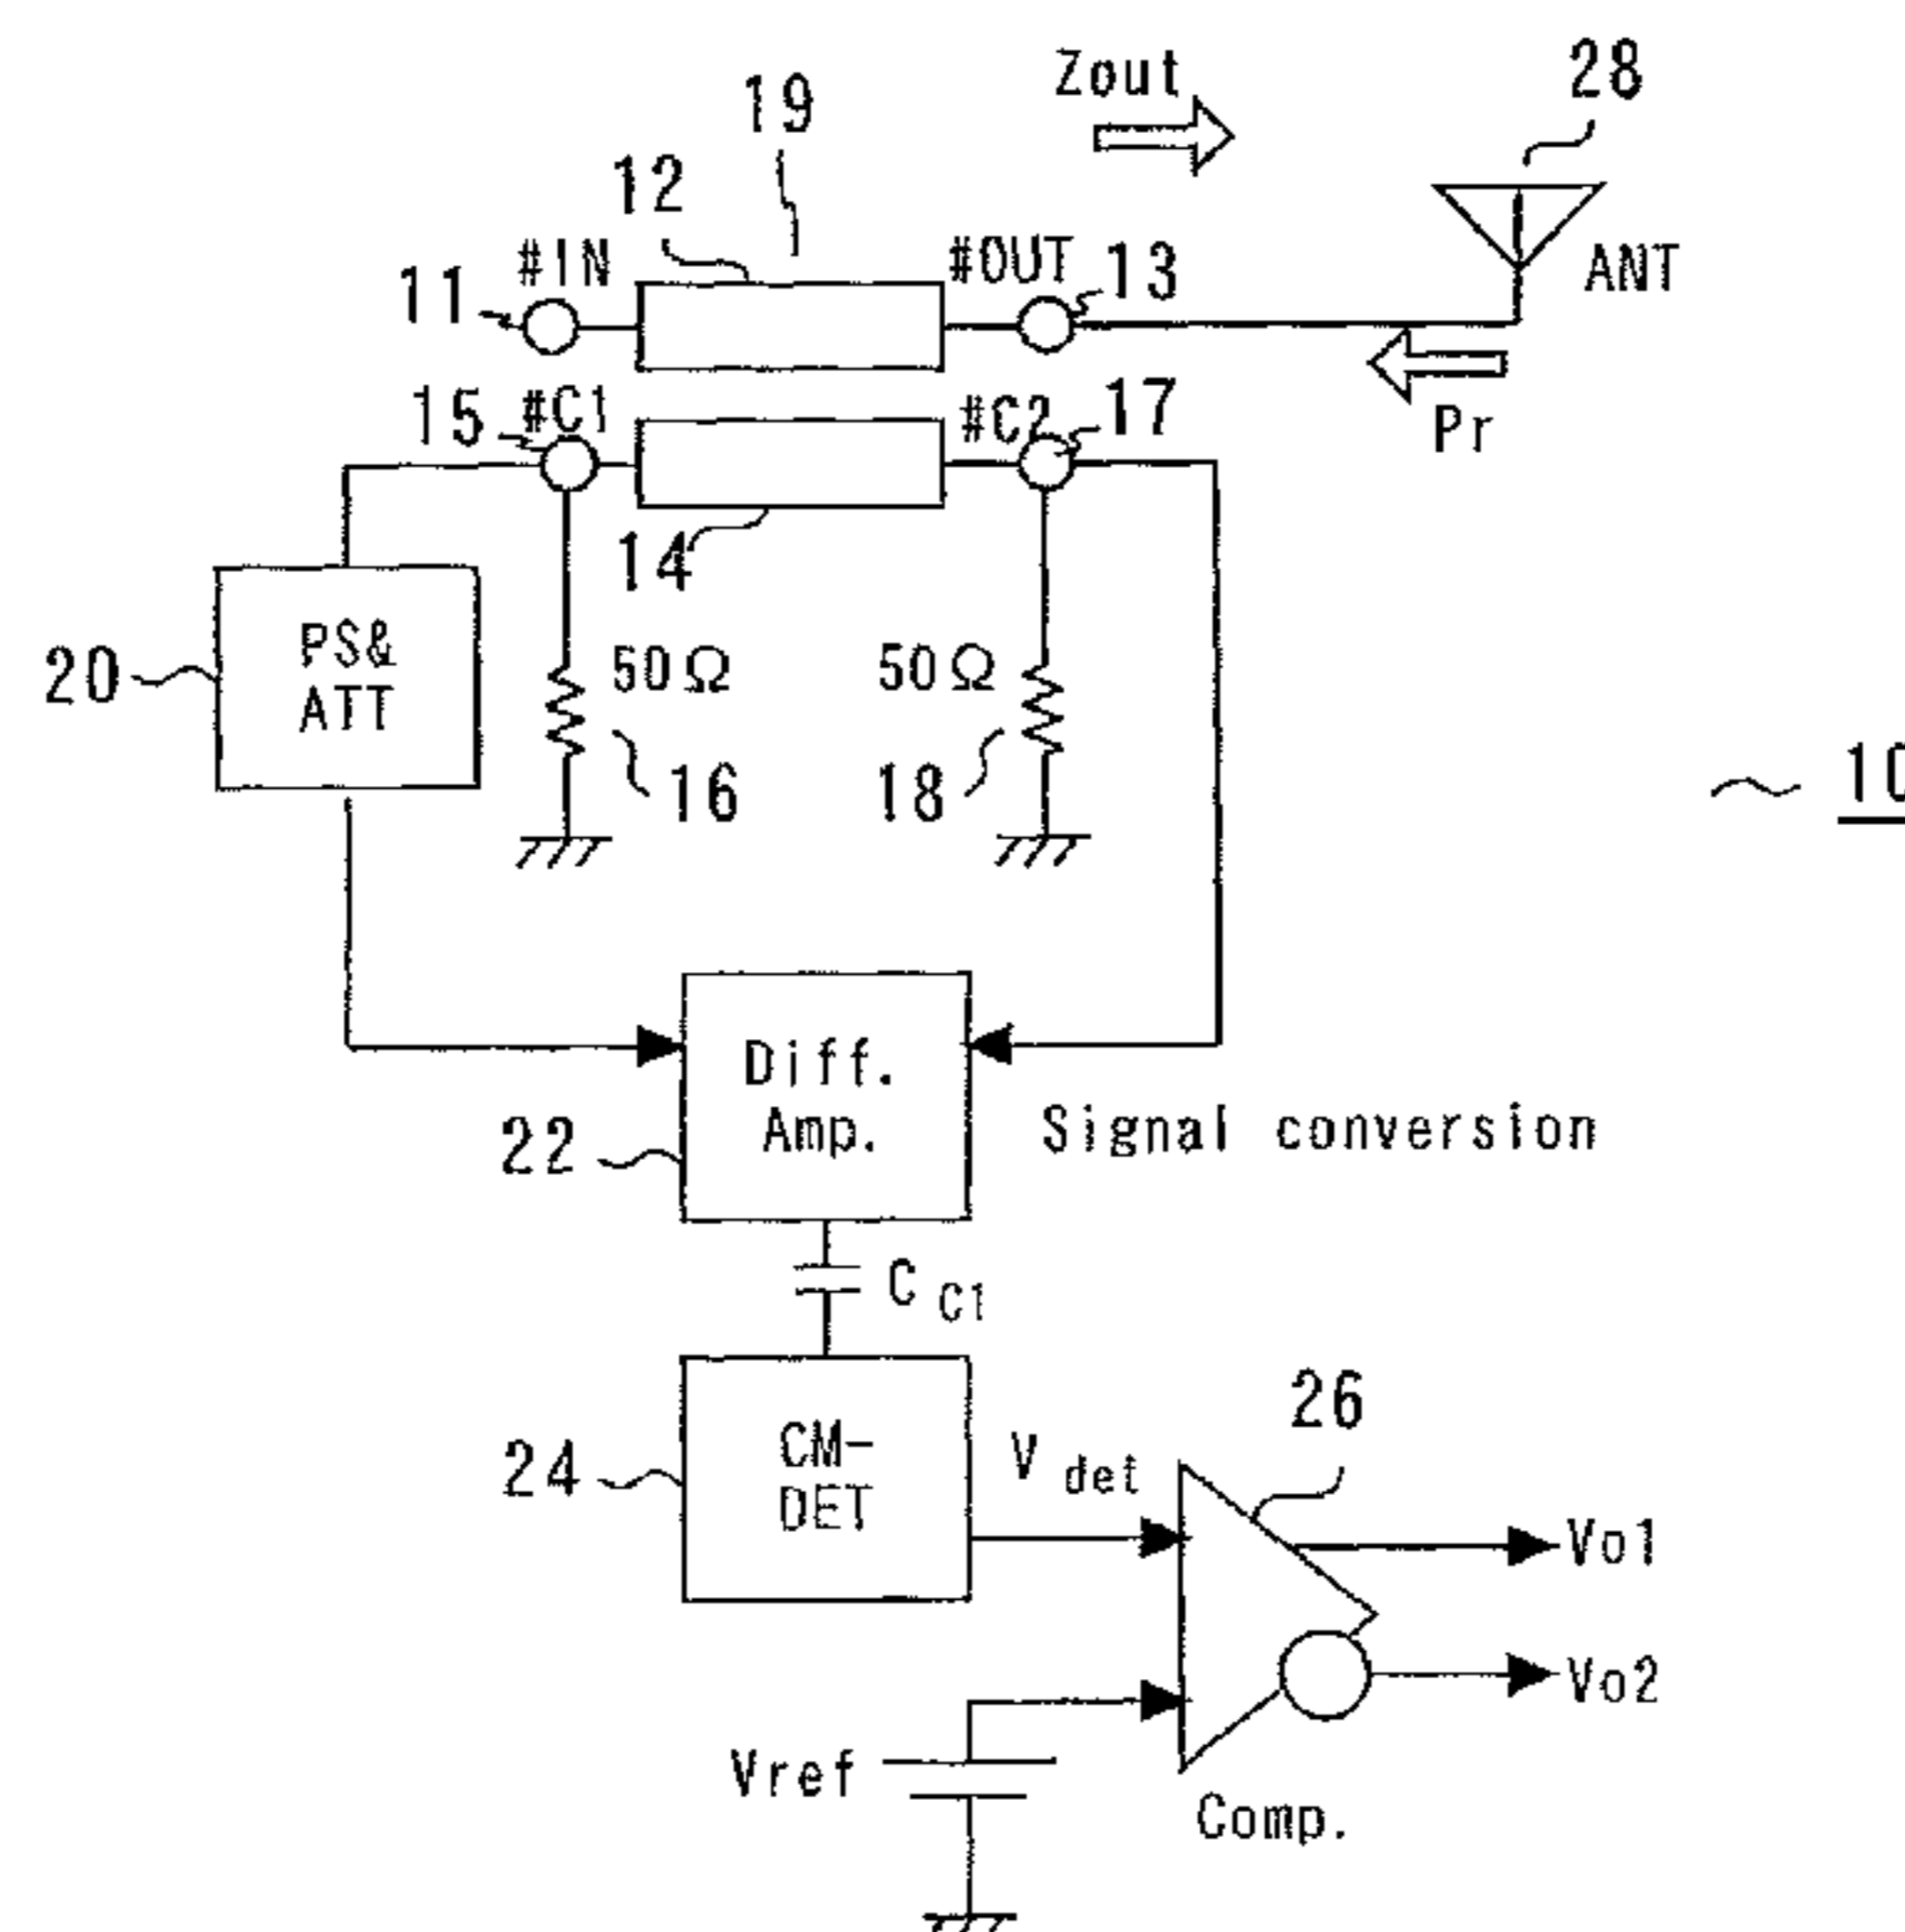 Zout
28
19
12
#IN
#OUT
13
11
ANT
15
#C1
#C2
17
Pr
14
PS&
ATT
20
50Ω
50Ω
16
18
10
Diff.
Amp.
22
Signal conversion
C C1
26
CM-
DET
24
V det
Vo1
Vo2
Vref
Comp.